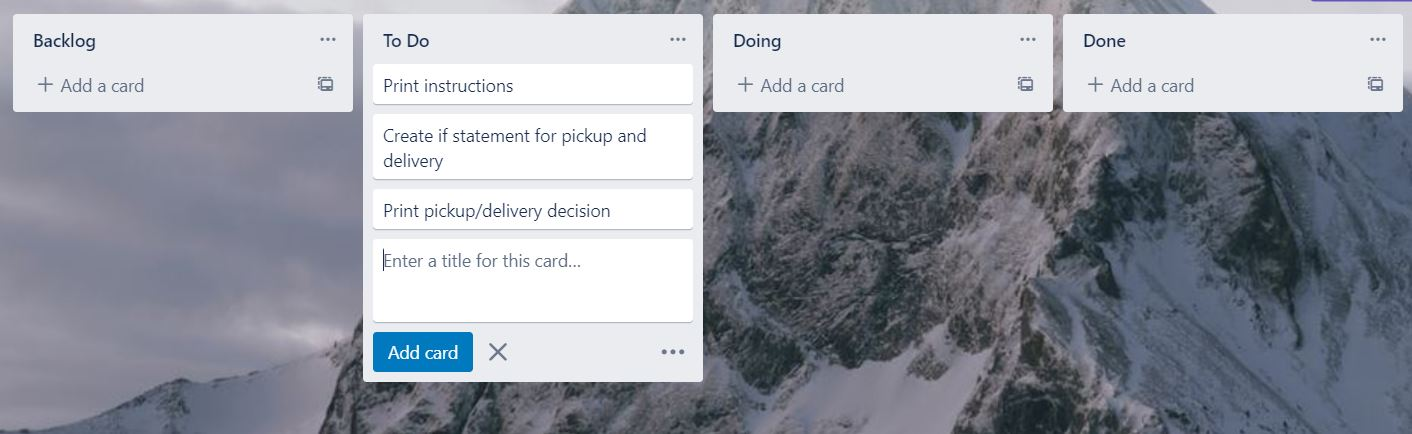 Backlog
Add a card
To Do
Print instructions
Create if statement for pickup and
delivery
Print pickup/delivery decision
Enter a title for this card...
Add card
Doing
Add a card
Done
Add a card